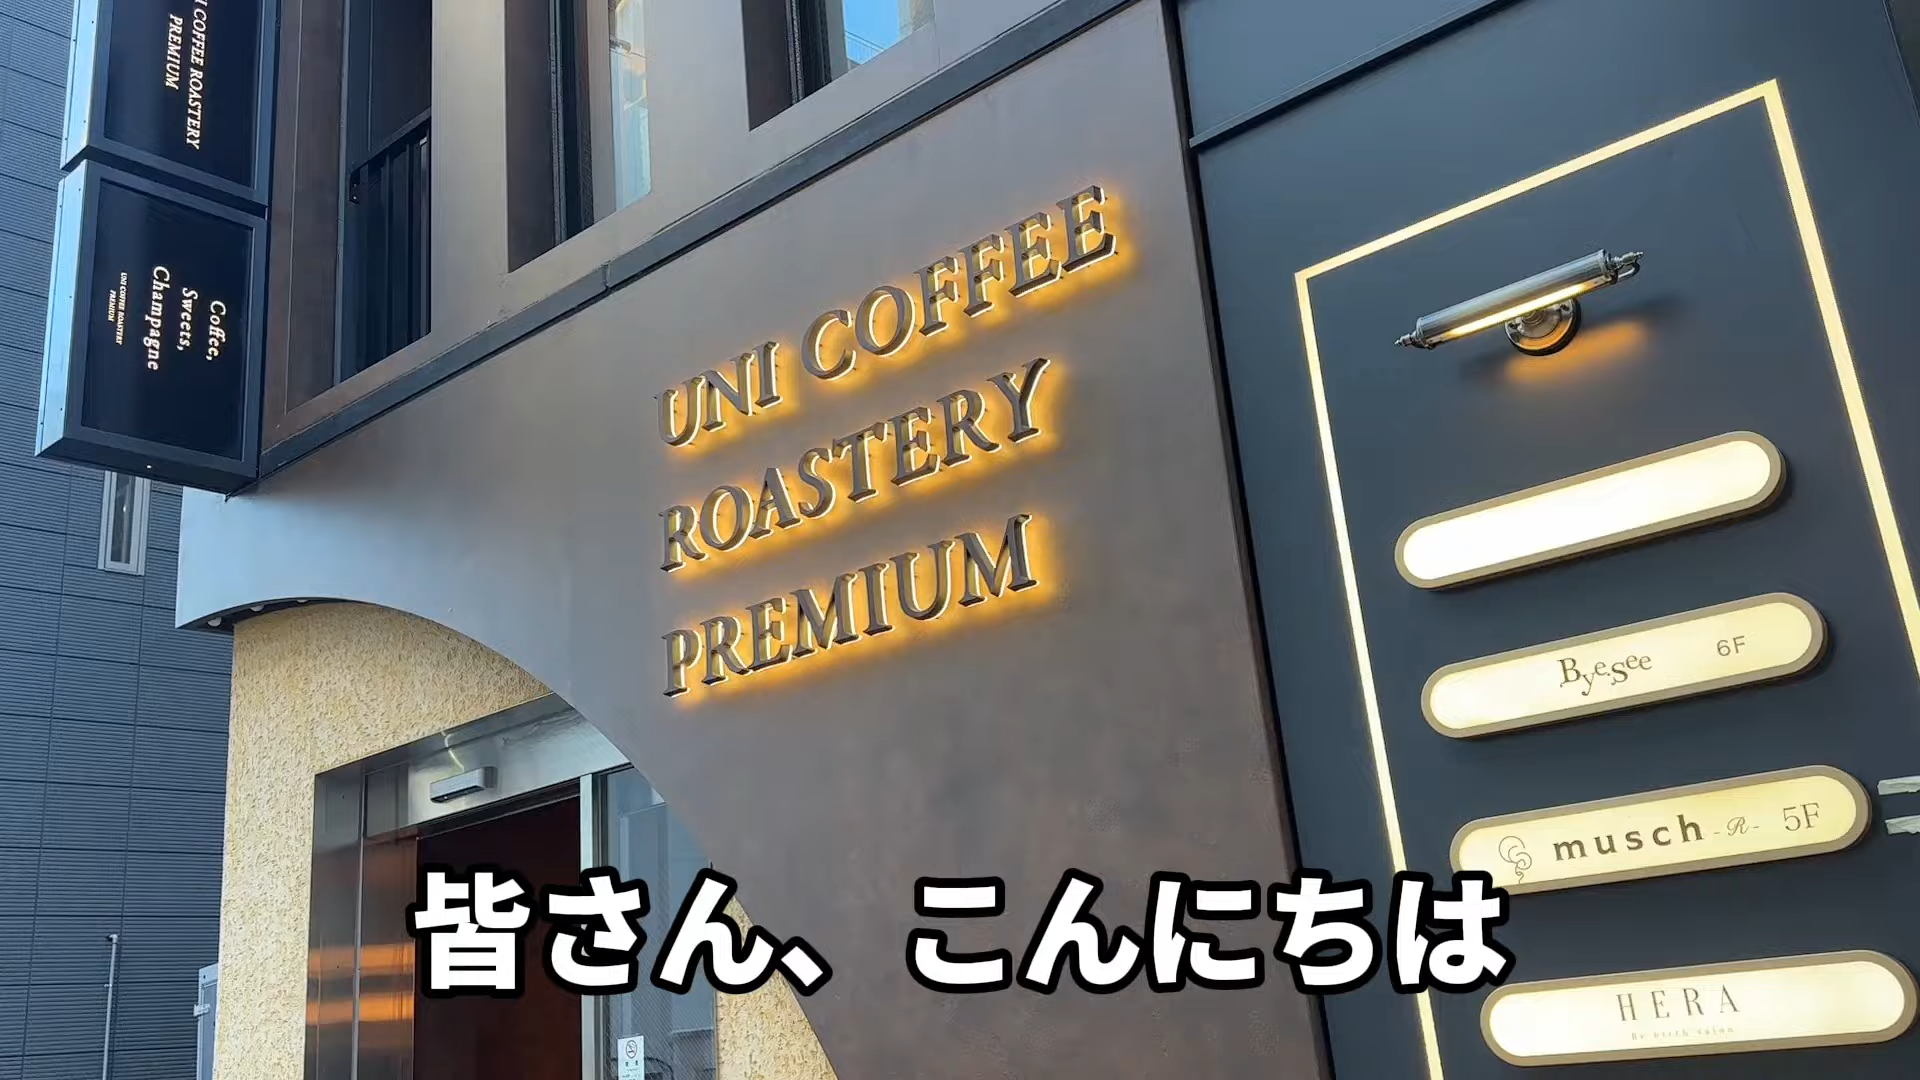 UNI COFFEE ROASTERY
PREMIUM
Coffee,
Sweets,
Champagne
UNI COFFEE ROASTERY
PREMIUM
UNI COFFEE
ROASTERY
PREMIUM
Byesee 6F
musch -R- 5F
HERA
皆さん、こんにちは